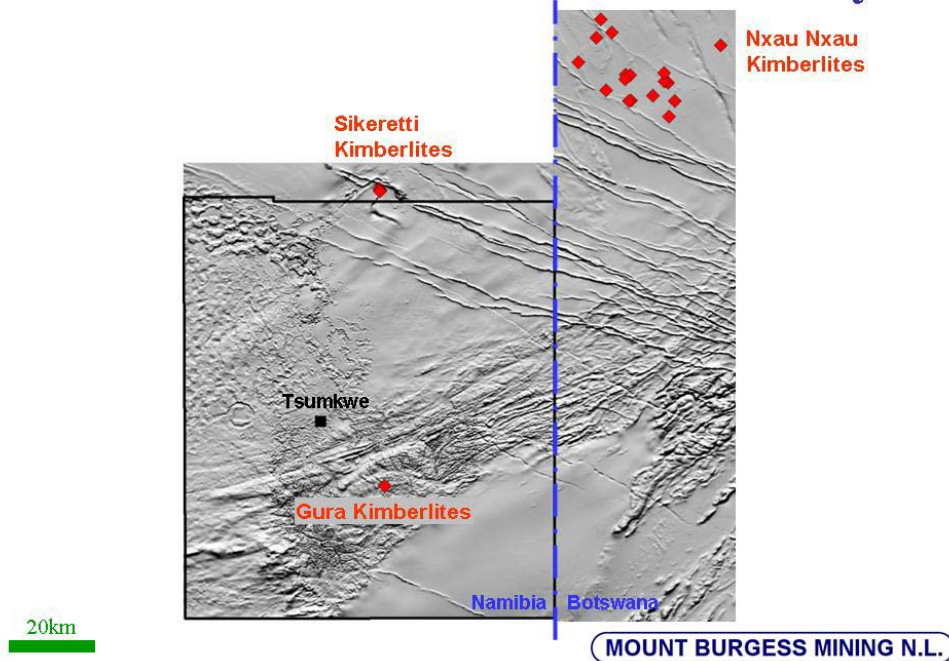 Nxau Nxau
Kimberlites
Sikeretti
Kimberlites
Tsumkwe
Gura Kimberlites
Namibia
Botswana
20km
MOUNT BURGESS MINING N.L.